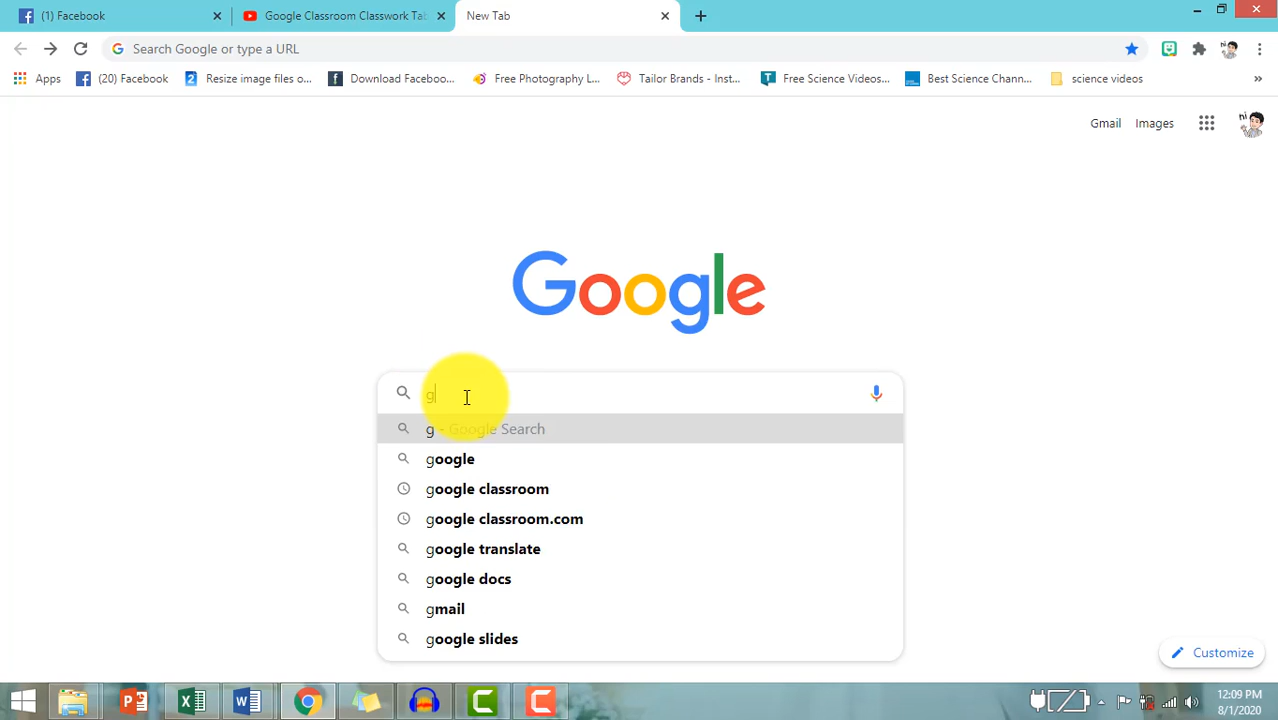 (1) Facebook
Google Classroom Classwork Tab
New Tab
Search Google or type a URL
Apps
(20) Facebook
Resize image files o...
Download Faceboo...
Free Photography L...
Tailor Brands - Inst...
Free Science Videos...
Best Science Chann...
science videos
Gmail
Images
Google
g
g - Google Search
google
google classroom
google classroom.com
google translate
google docs
gmail
google slides
Customize
12:09 PM
8/1/2020